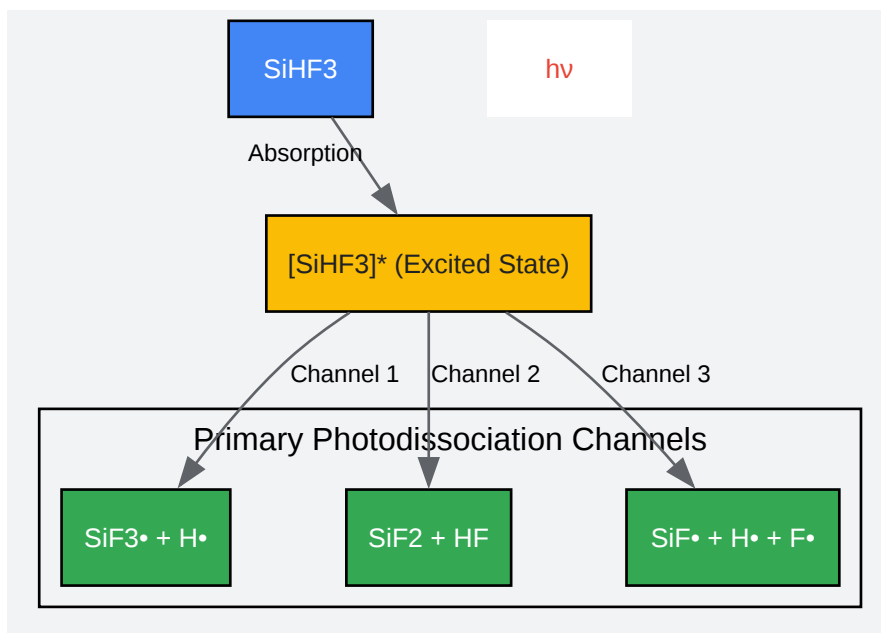 SiHF3
hν
Absorption
[SiHF3]* (Excited State)
Channel 1
Channel 2
Channel 3
Primary Photodissociation Channels
SiF3• + H•
SiF2 + HF
SiF• + H• + F•